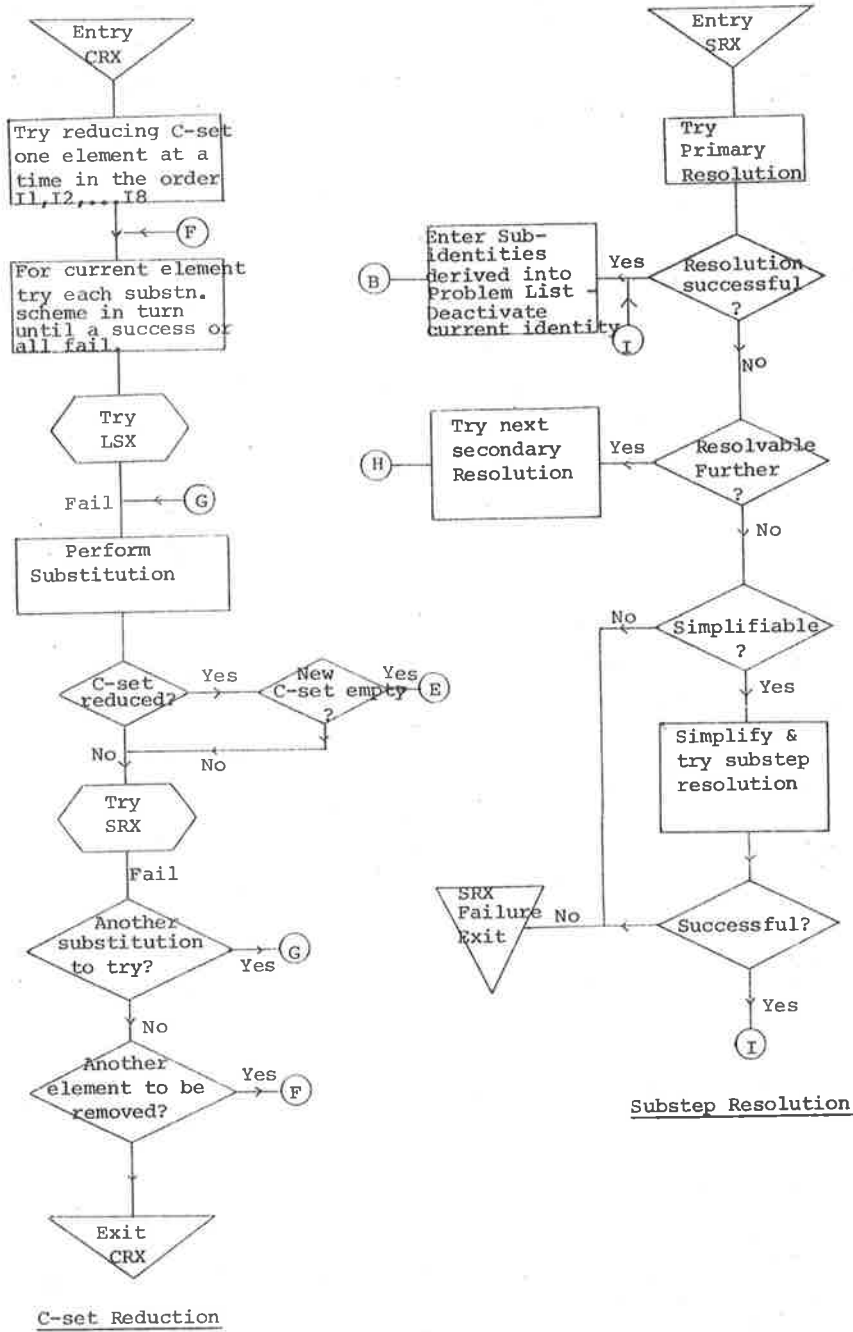 Entry
CRX
Try reducing C-set
one element at a
time in the order
I1,I2,...I8
F
For current element
try each substn.
scheme in turn
until a success or
all fail.
Try
LSX
Fail
G
Perform
Substitution
C-set
reduced?
Yes
New
C-set empty
?
Yes
E
No
No
Try
SRX
Fail
Another
substitution
to try?
Yes
G
No
Another
element to be
removed?
Yes
F
Exit
CRX
C-set Reduction
Entry
SRX
Try
Primary
Resolution
Resolution
successful
?
Yes
Enter Sub-
identities
derived into
Problem List -
Deactivate
current identity
B
I
No
Resolvable
Further
?
Yes
Try next
secondary
Resolution
H
No
Simplifiable
?
No
Yes
Simplify &
try substep
resolution
Successful?
No
SRX
Failure
Exit
Yes
I
Substep Resolution